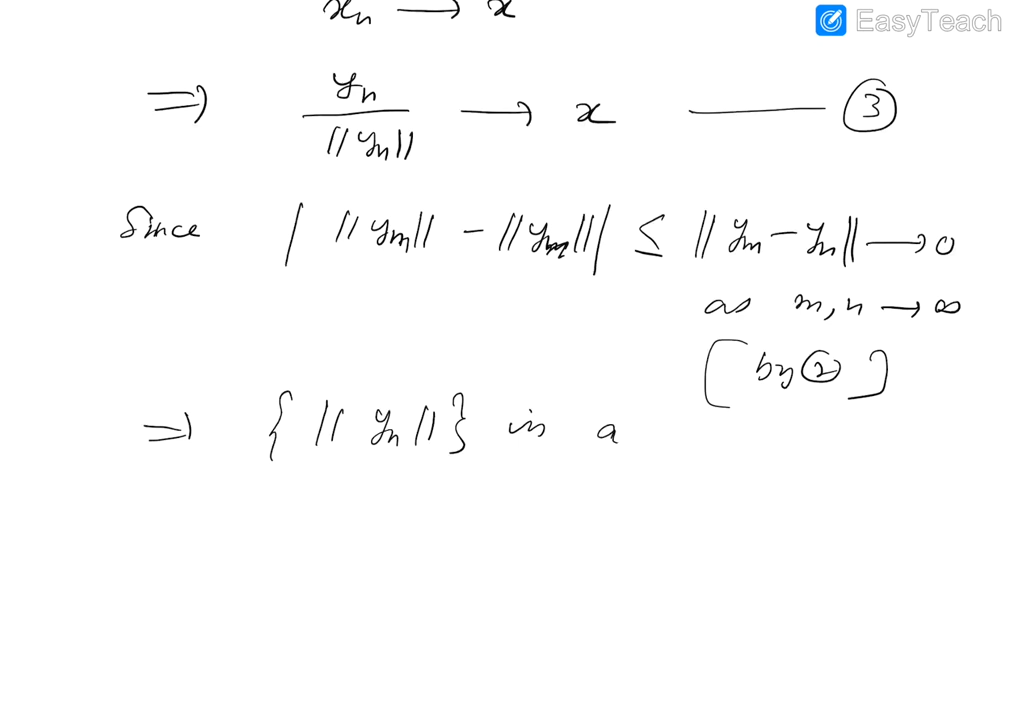 xₙ → x
EasyTeach
⇒ yₙ / ||yₙ|| → x —— ③
Since | ||yₘ|| - ||yₙ|| | ≤ ||yₘ - yₙ|| → 0
as m, n → ∞
[by ②]
⇒ {||yₙ||} is a